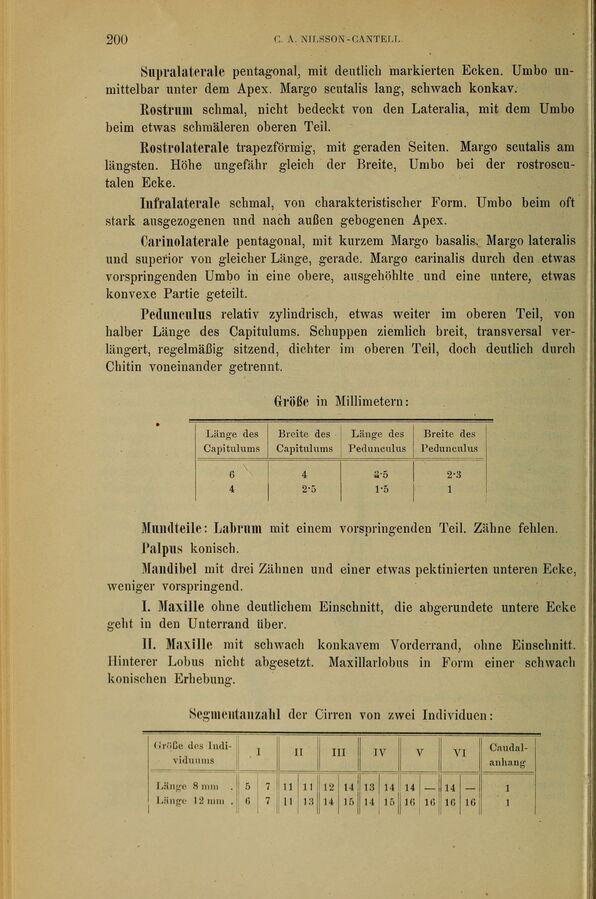 200
C. A. NILSSON-CANTELL.
Supralaterale pentagonal, mit deutlich markierten Ecken. Umbo un-
mittelbar unter dem Apex. Margo scutalis lang, schwach konkav.
Rostrum schmal, nicht bedeckt von den Lateralia, mit dem Umbo
beim etwas schmäleren oberen Teil.
Rostrolaterale trapezförmig, mit geraden Seiten. Margo scutalis am
längsten. Höhe ungefähr gleich der Breite, Umbo bei der rostroscu-
talen Ecke.
Infralaterale schmal, von charakteristischer Form. Umbo beim oft
stark ausgezogenen und nach außen gebogenen Apex.
Carinolaterale pentagonal, mit kurzem Margo basalis. Margo lateralis
und superior von gleicher Länge, gerade. Margo carinalis durch den etwas
vorspringenden Umbo in eine obere, ausgehöhlte und eine untere, etwas
konvexe Partie geteilt.
Pedunculus relativ zylindrisch, etwas weiter im oberen Teil, von
halber Länge des Capitulums. Schuppen ziemlich breit, transversal ver-
längert, regelmäßig sitzend, dichter im oberen Teil, doch deutlich durch
Chitin voneinander getrennt.
Größe in Millimetern:
Länge des Breite des Länge des Breite des
Capitulums Capitulums Pedunculus Pedunculus
6 4 3·5 2·3
4 2·5 1·5 1
Mundteile: Labrum mit einem vorspringenden Teil. Zähne fehlen.
Palpus konisch.
Mandibel mit drei Zähnen und einer etwas pektinierten unteren Ecke,
weniger vorspringend.
I. Maxille ohne deutlichem Einschnitt, die abgerundete untere Ecke
geht in den Unterrand über.
II. Maxille mit schwach konkavem Vorderrand, ohne Einschnitt.
Hinterer Lobus nicht abgesetzt. Maxillarlobus in Form einer schwach
konischen Erhebung.
Segmentanzahl der Cirren von zwei Individuen:
Größe des Indi-
viduums I II III IV V VI Caudal-
anhang
Länge 8 mm . 5 7 11 11 12 14 13 14 14 — 14 — 1
Länge 12 mm . 6 7 11 13 14 15 14 15 16 16 16 16 1